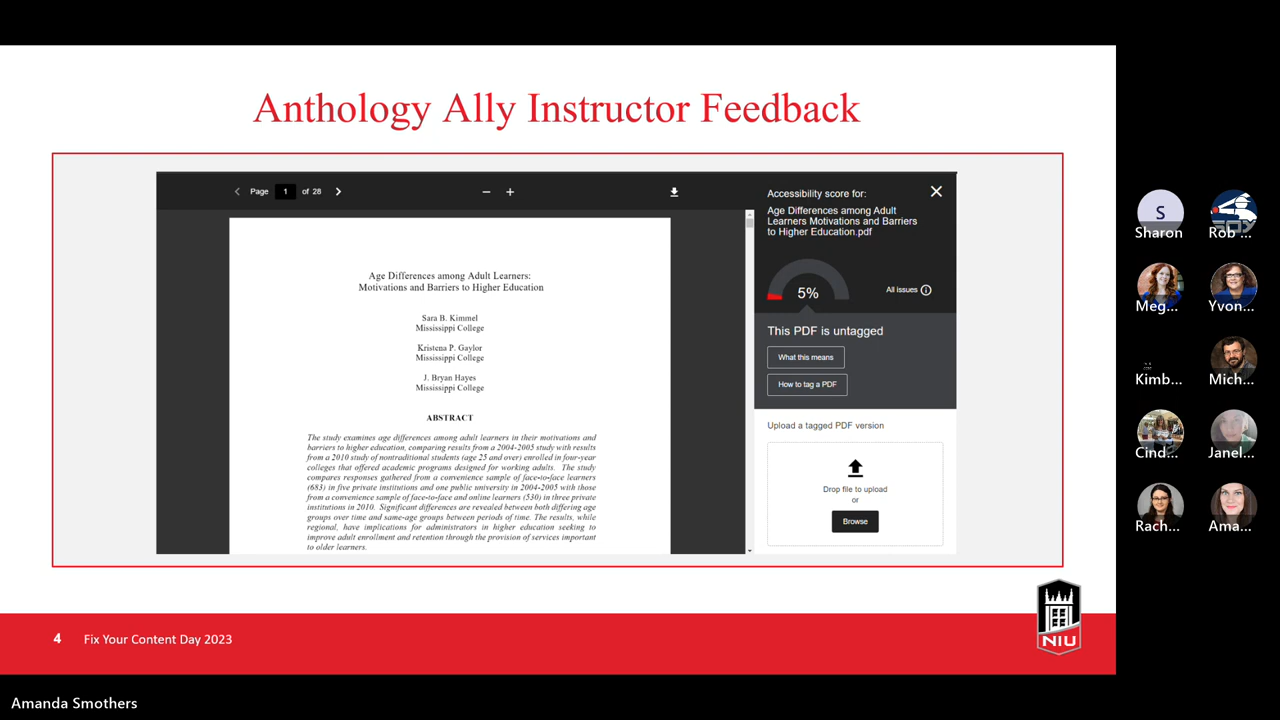 Anthology Ally Instructor Feedback
Page 1 of 28
Age Differences among Adult Learners:
Motivations and Barriers to Higher Education
Sara B. Kimmel
Mississippi College
Kristena P. Gaylor
Mississippi College
J. Bryan Hayes
Mississippi College
ABSTRACT
The study examines age differences among adult learners in their motivations and
barriers to higher education, comparing results from a 2004-2005 study with results
from a 2010 study of nontraditional students (age 25 and over) enrolled in four-year
colleges that offered academic programs designed for working adults. The study
compares responses gathered from a convenience sample of face-to-face learners
(683) in five private institutions and one public university in 2004-2005 with those
from a convenience sample of face-to-face and online learners (530) in three private
institutions in 2010. Significant differences are revealed between both differing age
groups over time and same-age groups between periods of time. The results, while
regional, have implications for administrators in higher education seeking to
improve adult enrollment and retention through the provision of services important
to older learners.
Accessibility score for:
Age Differences among Adult
Learners Motivations and Barriers
to Higher Education.pdf
5%
All issues
This PDF is untagged
What this means
How to tag a PDF
Upload a tagged PDF version
Drop file to upload
or
Browse
S
Sharon
SOX
Rob ...
Meg...
Yvon...
Kimb...
Mich...
Cind...
Janel...
Rach...
Ama...
4 Fix Your Content Day 2023
NIU
Amanda Smothers